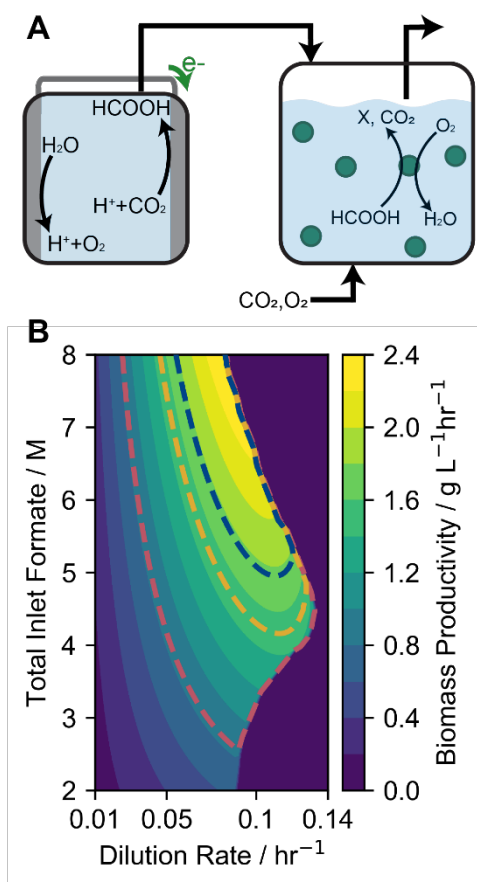 A
e-
HCOOH
H₂O
H⁺+CO₂
H⁺+O₂
X, CO₂
O₂
HCOOH
H₂O
CO₂,O₂
B
8
7
6
5
4
3
2
Total Inlet Formate / M
0.01
0.05
0.1
0.14
Dilution Rate / hr⁻¹
2.4
2.0
1.6
1.2
0.8
0.4
0.0
Biomass Productivity / g L⁻¹hr⁻¹